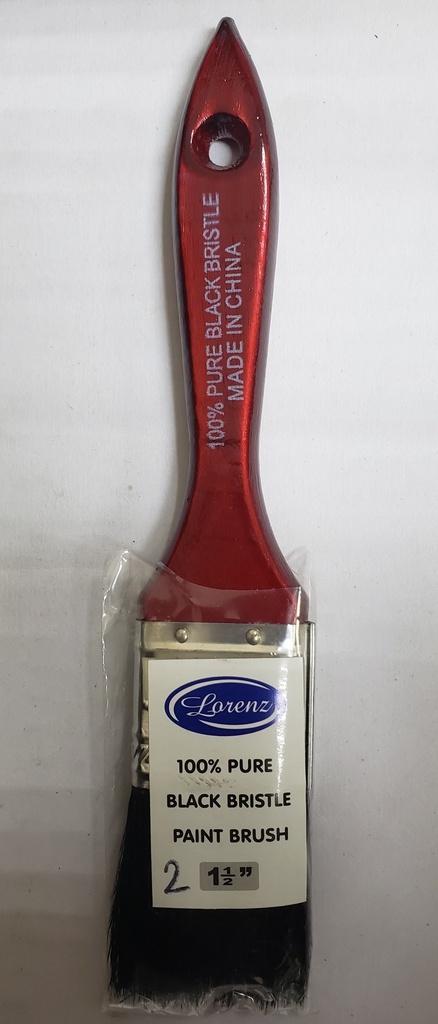 100% PURE BLACK BRISTLE
MADE IN CHINA
Lorenz
100% PURE
BLACK BRISTLE
PAINT BRUSH
2 1½”